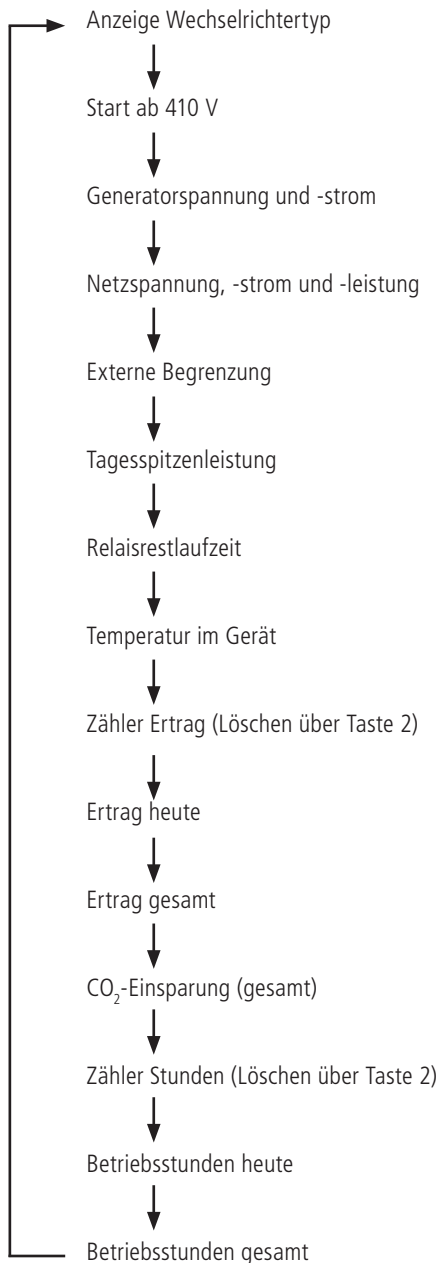 Anzeige Wechselrichtertyp
Start ab 410 V
Generatorspannung und -strom
Netzspannung, -strom und -leistung
Externe Begrenzung
Tagesspitzenleistung
Relaisrestlaufzeit
Temperatur im Gerät
Zähler Ertrag (Löschen über Taste 2)
Ertrag heute
Ertrag gesamt
CO₂-Einsparung (gesamt)
Zähler Stunden (Löschen über Taste 2)
Betriebsstunden heute
Betriebsstunden gesamt